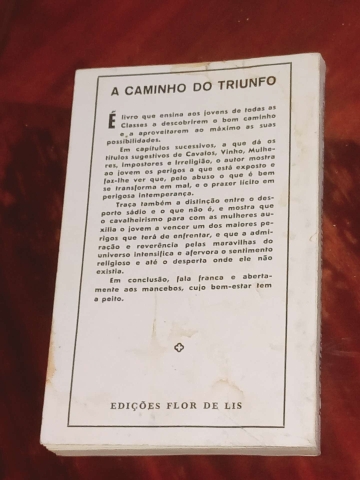 A CAMINHO DO TRIUNFO
É livro que ensina aos jovens de todas as
Classes a descobrirem o bom caminho
e a aproveitarem ao máximo as suas
possibilidades.
Em capítulos sucessivos, a que dá os
títulos sugestivos de Cavalos, Vinho, Mulhe-
res, impostores e Irreligião, o autor mostra
ao jovem os perigos a que está exposto e
faz-lhe ver que, pelo abuso o que é bem
se transforma em mal, e o prazer lícito em
perigosa intemperança.
Traça também a distinção entre o des-
porto sádio e o que não é, e mostra que
o cavalheirismo para com as mulheres au-
xilia o jovem a vencer um dos maiores pe-
rigos que terá de enfrentar, e que a admi-
ração e reverência pelas maravilhas do
universo intensifica e afervora o sentimento
religioso e até o desperta onde ele não
existia.
Em conclusão, fala franca e aberta-
mente aos mancebos, cujo bem-estar tem
a peito.
EDIÇÕES FLOR DE LIS